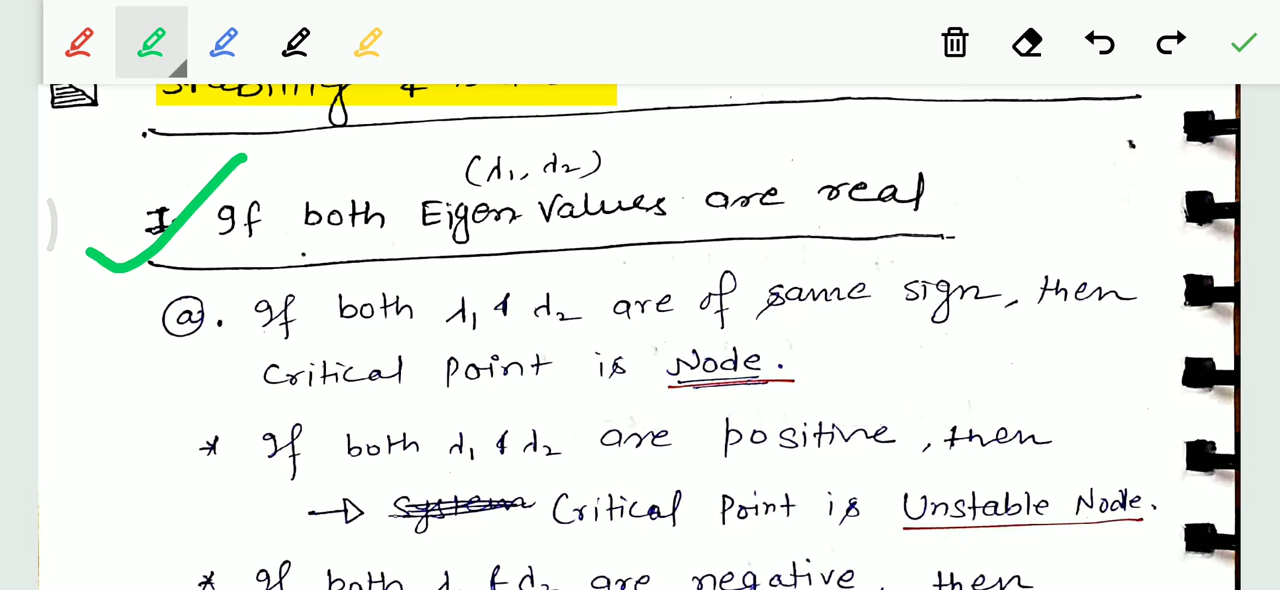 Stability &
(λ1, λ2)
I If both Eigen Values are real
(a). If both λ1 & λ2 are of same sign, then
Critical Point is Node.
* If both λ1 & λ2 are positive, then
→ System Critical Point is Unstable Node.
* If both λ1 & λ2 are negative, then